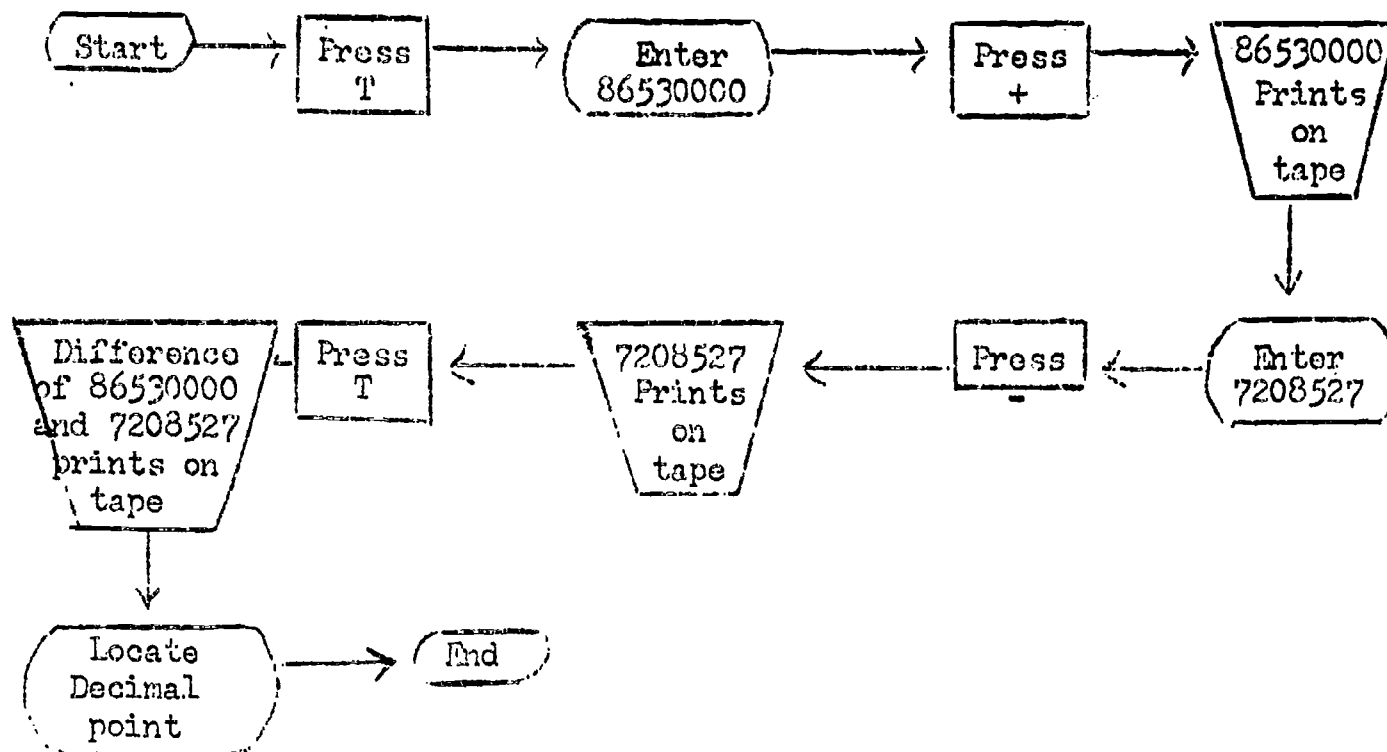 Start
Press
T
Enter
86530000
Press
+
86530000
Prints
on
tape
Enter
7208527
Press
-
7208527
Prints
on
tape
Press
T
Difference
of 86530000
and 7208527
prints on
tape
Locate
Decimal
point
End